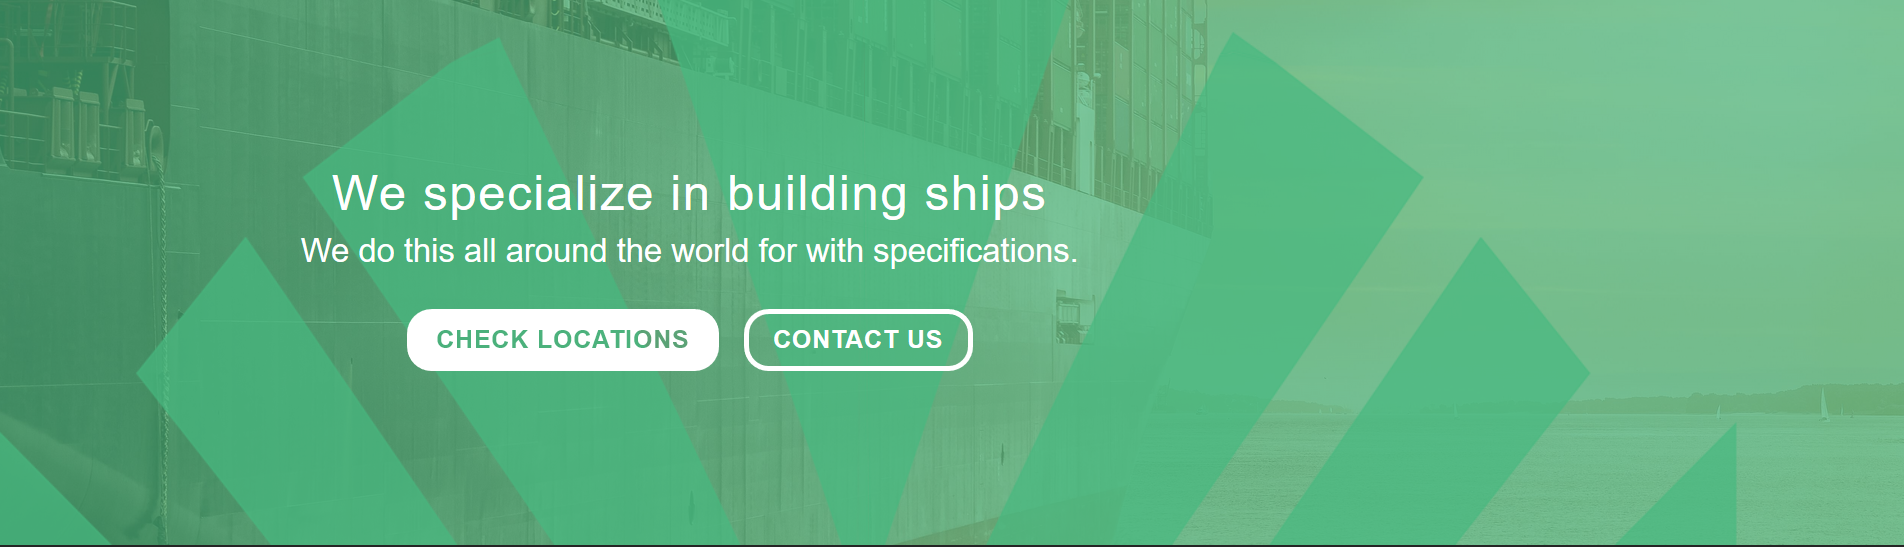 We specialize in building ships
We do this all around the world for with specifications.
CHECK LOCATIONS
CONTACT US